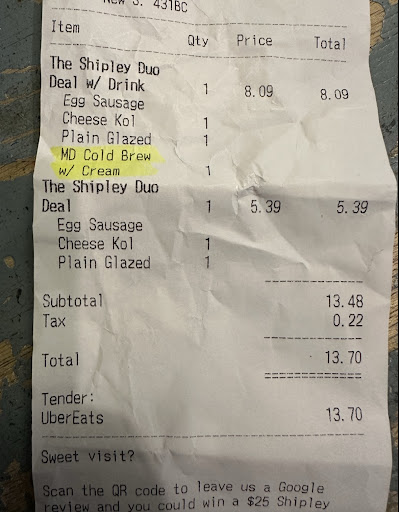 431BC
Item Qty Price Total
The Shipley Duo
Deal w/ Drink 1 8.09 8.09
Egg Sausage
Cheese Kol 1
Plain Glazed 1
MD Cold Brew
w/ Cream 1
The Shipley Duo
Deal 1 5.39 5.39
Egg Sausage
Cheese Kol 1
Plain Glazed 1
Subtotal 13.48
Tax 0.22
Total 13.70
Tender:
UberEats 13.70
Sweet visit?
Scan the QR code to leave us a Google
review and you could win a $25 Shipley